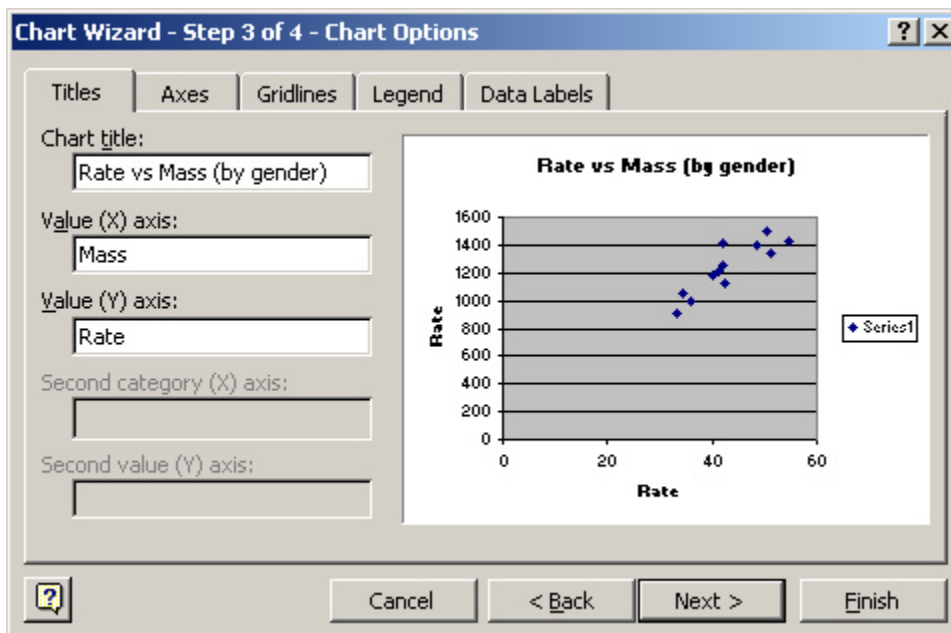 Chart Wizard - Step 3 of 4 - Chart Options
Titles
Axes
Gridlines
Legend
Data Labels
Chart title:
Rate vs Mass (by gender)
Value (X) axis:
Mass
Value (Y) axis:
Rate
Second category (X) axis:
Second value (Y) axis:
Rate vs Mass (by gender)
1600
1400
1200
1000
800
600
400
200
0
Rate
0 20 40 60
Rate
Series1
Cancel
< Back
Next >
Finish